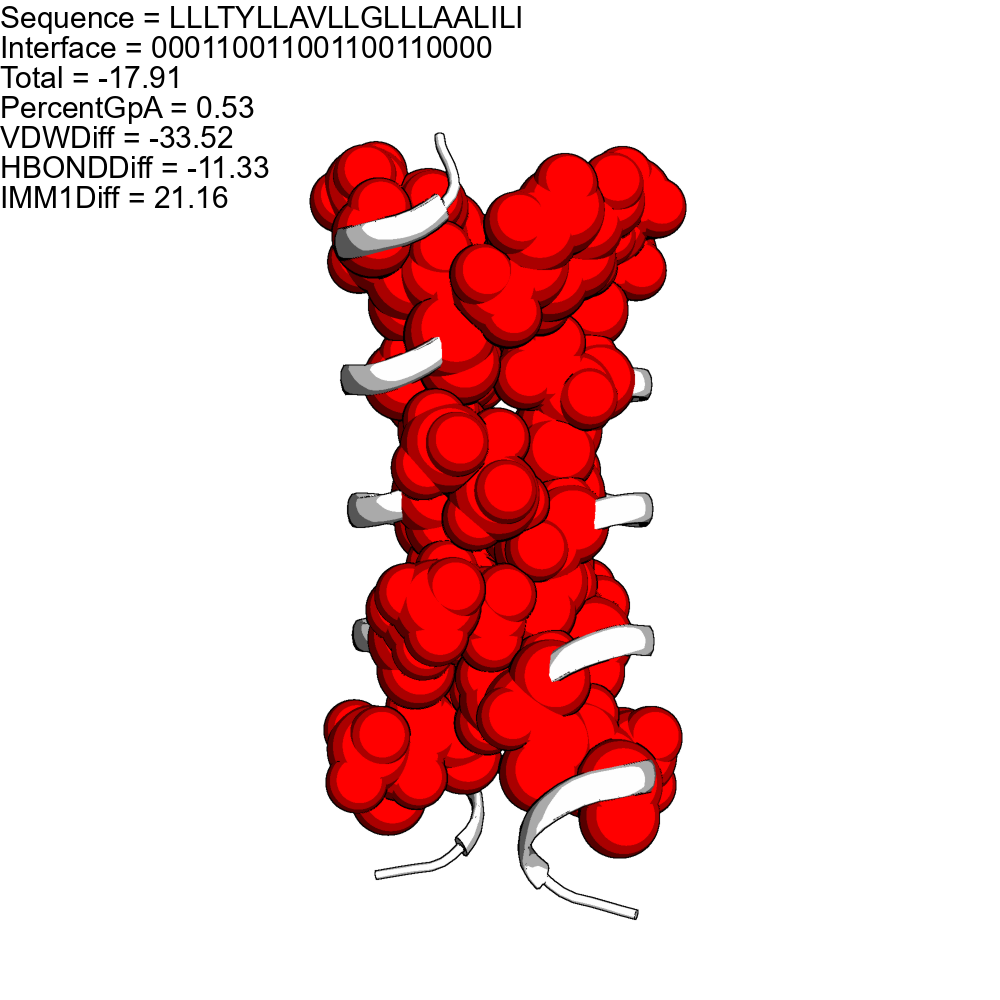 Sequence = LLLTYLLAVLLGLLLAALILI
Interface = 000110011001100110000
Total = -17.91
PercentGpA = 0.53
VDWDiff = -33.52
HBONDDiff = -11.33
IMM1Diff = 21.16